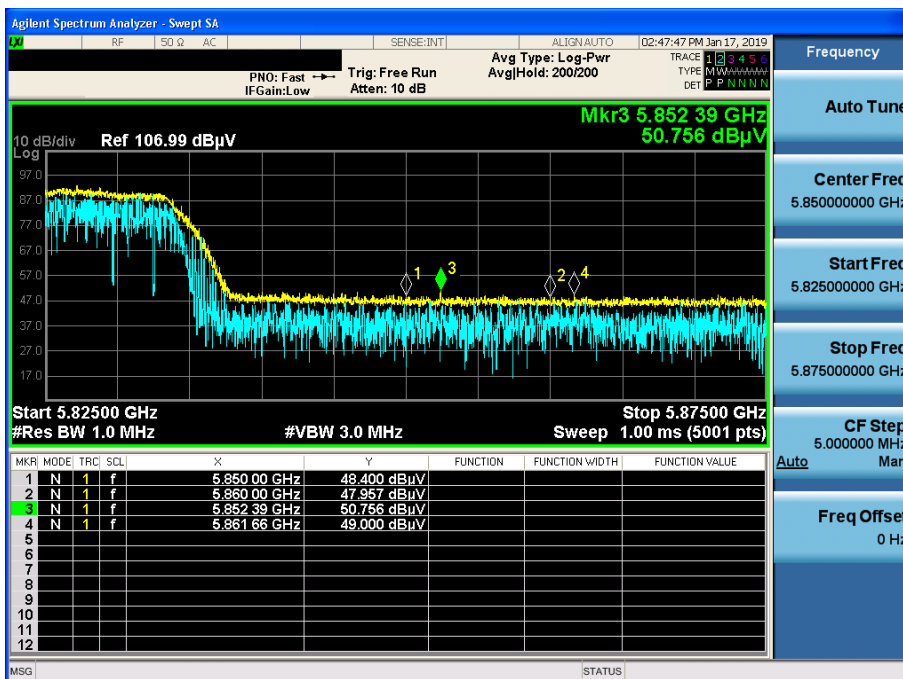 Agilent Spectrum Analyzer - Swept SA
LXI RF 50 Ω AC SENSE:INT ALIGN AUTO 02:47:47 PM Jan 17, 2019
Frequency
PNO: Fast
IFGain:Low
Trig: Free Run
Atten: 10 dB
Avg Type: Log-Pwr
Avg|Hold: 200/200
TRACE 1 2 3 4 5 6
TYPE M W W W W W
DET P P N N N N
Mkr3 5.852 39 GHz
50.756 dBµV
10 dB/div Ref 106.99 dBµV
Log
97.0
87.0
77.0
67.0
57.0
47.0
37.0
27.0
17.0
1 3 2 4
Start 5.82500 GHz Stop 5.87500 GHz
#Res BW 1.0 MHz #VBW 3.0 MHz Sweep 1.00 ms (5001 pts)
MKR MODE TRC SCL X Y FUNCTION FUNCTION WIDTH FUNCTION VALUE
1 N 1 f 5.850 00 GHz 48.400 dBµV
2 N 1 f 5.860 00 GHz 47.957 dBµV
3 N 1 f 5.852 39 GHz 50.756 dBµV
4 N 1 f 5.861 66 GHz 49.000 dBµV
5
6
7
8
9
10
11
12
MSG STATUS
Auto Tune
Center Freq
5.850000000 GHz
Start Freq
5.825000000 GHz
Stop Freq
5.875000000 GHz
CF Step
5.000000 MHz
Auto Man
Freq Offset
0 Hz